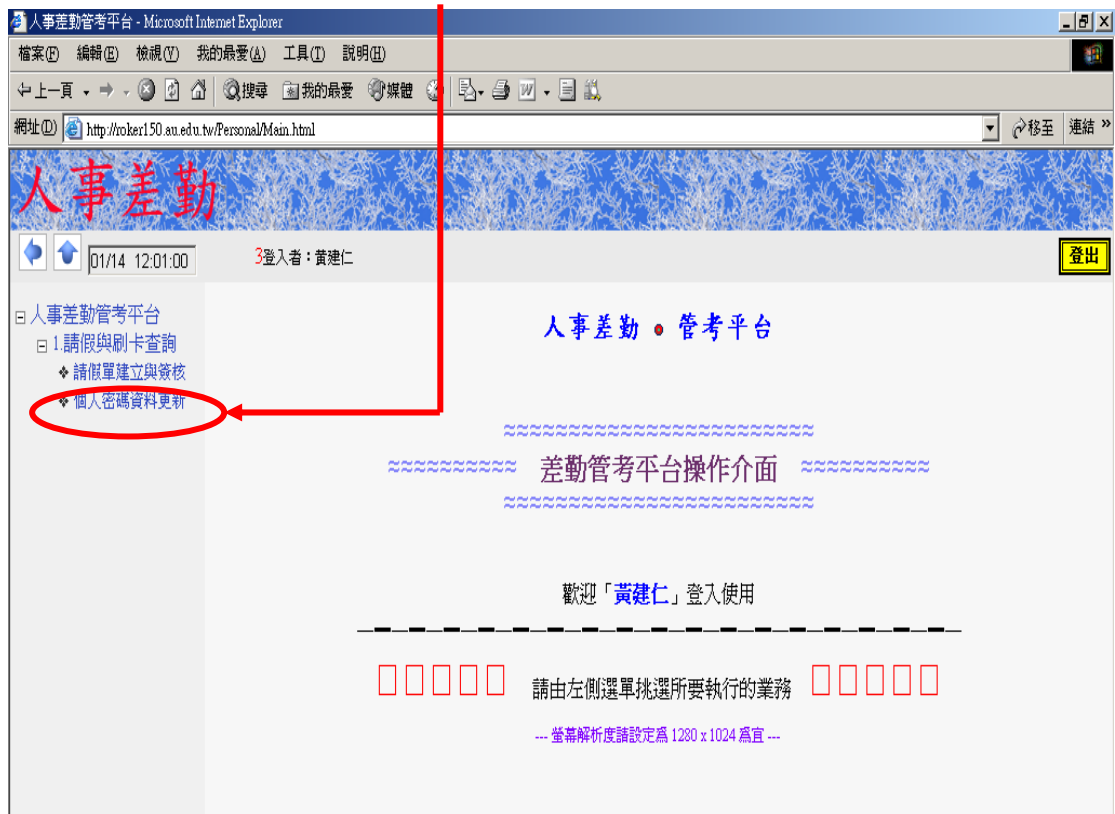 人事差勤管考平台 - Microsoft Internet Explorer
檔案(F) 編輯(E) 檢視(V) 我的最愛(A) 工具(T) 說明(H)
上一頁 搜尋 我的最愛 媒體
網址(D) http://roker150.au.edu.tw/Personal/Main.html 移至 連結 »
人事差勤
01/14 12:01:00 3登入者：黃建仁 登出
人事差勤管考平台
1.請假與刷卡查詢
請假單建立與簽核
個人密碼資料更新
人事差勤 ● 管考平台
≈≈≈≈≈≈≈≈≈≈≈≈≈≈≈≈≈≈≈≈≈≈≈≈
≈≈≈≈≈≈≈≈≈≈ 差勤管考平台操作介面 ≈≈≈≈≈≈≈≈≈≈
≈≈≈≈≈≈≈≈≈≈≈≈≈≈≈≈≈≈≈≈≈≈≈≈
歡迎「黃建仁」登入使用
□□□□□ 請由左側選單挑選所要執行的業務 □□□□□
--- 螢幕解析度請設定為 1280 x 1024 為宜 ---